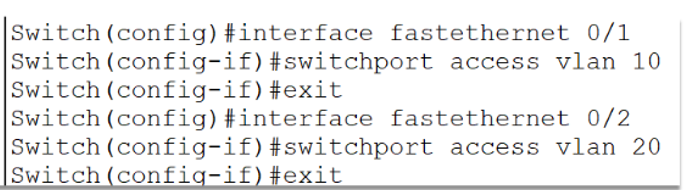 Switch(config)#interface fastethernet 0/1
Switch(config-if)#switchport access vlan 10
Switch(config-if)#exit
Switch(config)#interface fastethernet 0/2
Switch(config-if)#switchport access vlan 20
Switch(config-if)#exit